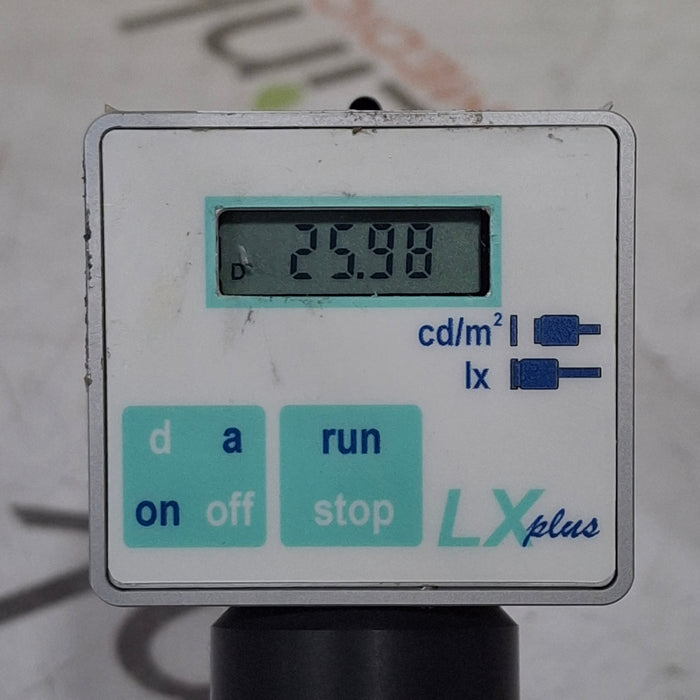 D 25.98
cd/m²
lx
d a
on off
run
stop
LX plus